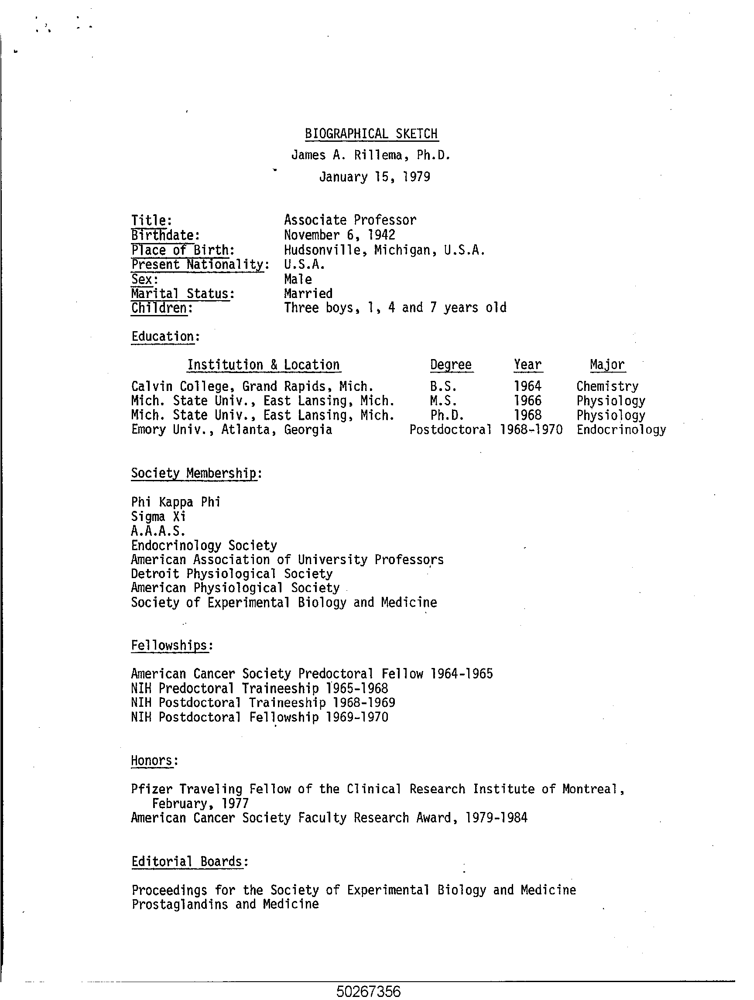 BIOGRAPHICAL SKETCH
James A. Rillema, Ph.D.
January 15, 1979
Title: Associate Professor
Birthdate: November 6, 1942
Place of Birth: Hudsonville, Michigan, U.S.A.
Present Nationality: U.S.A.
Sex: Male
Marital Status: Married
Children: Three boys, 1, 4 and 7 years old
Education:
Institution & Location Degree Year Major
Calvin College, Grand Rapids, Mich. B.S. 1964 Chemistry
Mich. State Univ., East Lansing, Mich. M.S. 1966 Physiology
Mich. State Univ., East Lansing, Mich. Ph.D. 1968 Physiology
Emory Univ., Atlanta, Georgia Postdoctoral 1968-1970 Endocrinology
Society Membership:
Phi Kappa Phi
Sigma Xi
A.A.A.S.
Endocrinology Society
American Association of University Professors
Detroit Physiological Society
American Physiological Society
Society of Experimental Biology and Medicine
Fellowships:
American Cancer Society Predoctoral Fellow 1964-1965
NIH Predoctoral Traineeship 1965-1968
NIH Postdoctoral Traineeship 1968-1969
NIH Postdoctoral Fellowship 1969-1970
Honors:
Pfizer Traveling Fellow of the Clinical Research Institute of Montreal,
February, 1977
American Cancer Society Faculty Research Award, 1979-1984
Editorial Boards:
Proceedings for the Society of Experimental Biology and Medicine
Prostaglandins and Medicine
50267356